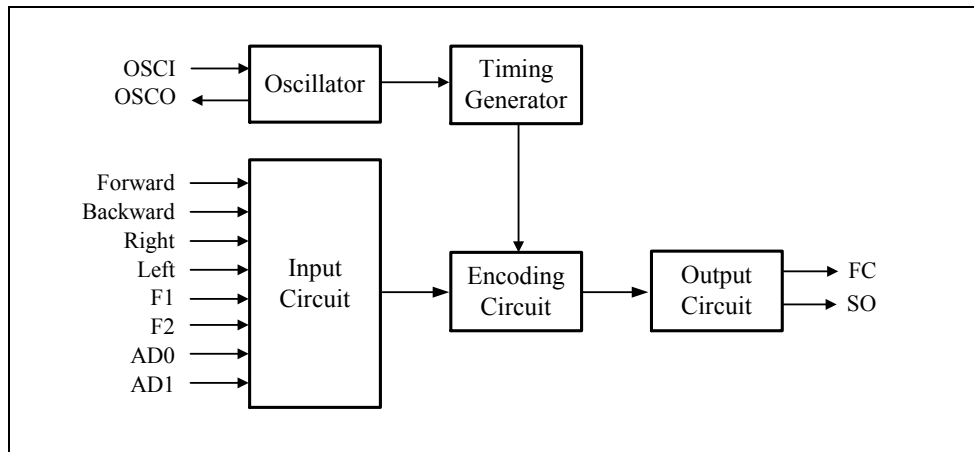 OSCI
OSCO
Oscillator
Timing
Generator
Forward
Backward
Right
Left
F1
F2
AD0
AD1
Input
Circuit
Encoding
Circuit
Output
Circuit
FC
SO